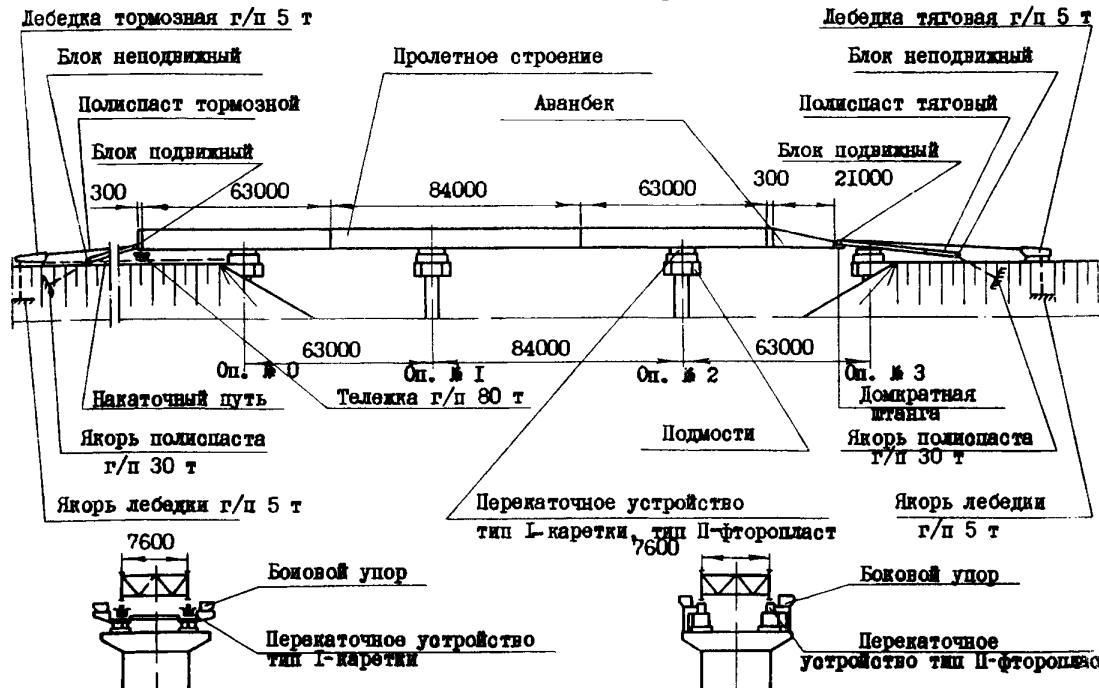 Лебедка тормозная г/п 5 т
Лебедка тяговая г/п 5 т
Блок неподвижный
Пролетное строение
Блок неподвижный
Полиспаст тормозной
Аванбек
Полиспаст тяговый
Блок подвижный
Блок подвижный
300
63000
84000
63000
300
21000
63000
84000
63000
Оп. № 0
Оп. № I
Оп. № 2
Оп. № 3
Накаточный путь
Тележка г/п 80 т
Домкратная
штанга
Якорь полиспаста
г/п 30 т
Подмости
Якорь полиспаста
г/п 30 т
Якорь лебедки г/п 5 т
Перекаточное устройство
тип I-каретки, тип П-фторопласт
Якорь лебедки
г/п 5 т
7600
7600
Боковой упор
Боковой упор
Перекаточное устройство
тип I-каретки
Перекаточное
устройство тип П-фтороплас